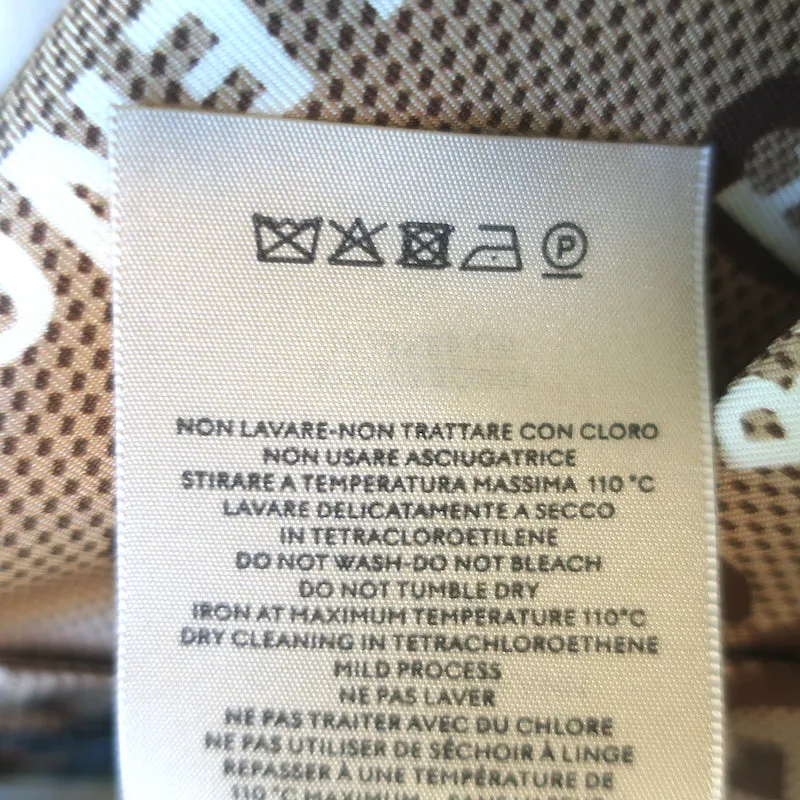 P
NON LAVARE-NON TRATTARE CON CLORO
NON USARE ASCIUGATRICE
STIRARE A TEMPERATURA MASSIMA 110 °C
LAVARE DELICATAMENTE A SECCO
IN TETRACLOROETILENE
DO NOT WASH-DO NOT BLEACH
DO NOT TUMBLE DRY
IRON AT MAXIMUM TEMPERATURE 110°C
DRY CLEANING IN TETRACHLOROETHENE
MILD PROCESS
NE PAS LAVER
NE PAS TRAITER AVEC DU CHLORE
NE PAS UTILISER DE SÉCHOIR À LINGE
REPASSER À UNE TEMPÉRATURE DE
110 °C MAXIMUM